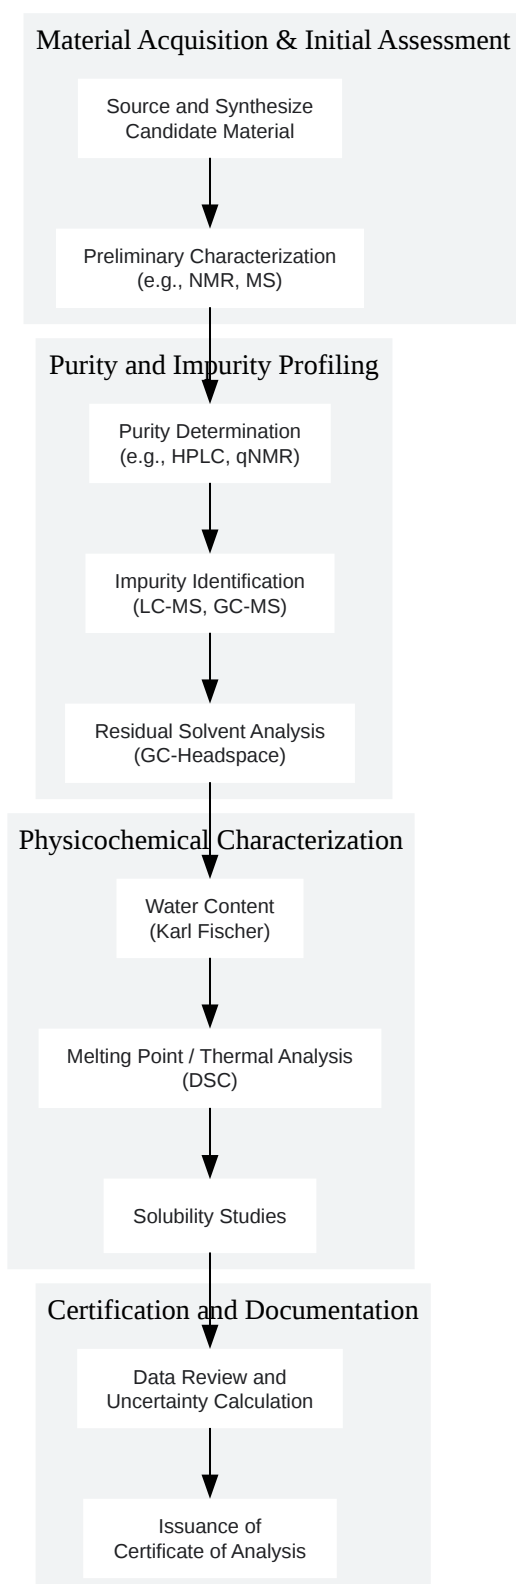 Material Acquisition & Initial Assessment
Source and Synthesize
Candidate Material
Preliminary Characterization
(e.g., NMR, MS)
Purity and Impurity Profiling
Purity Determination
(e.g., HPLC, qNMR)
Impurity Identification
(LC-MS, GC-MS)
Residual Solvent Analysis
(GC-Headspace)
Physicochemical Characterization
Water Content
(Karl Fischer)
Melting Point / Thermal Analysis
(DSC)
Solubility Studies
Certification and Documentation
Data Review and
Uncertainty Calculation
Issuance of
Certificate of Analysis